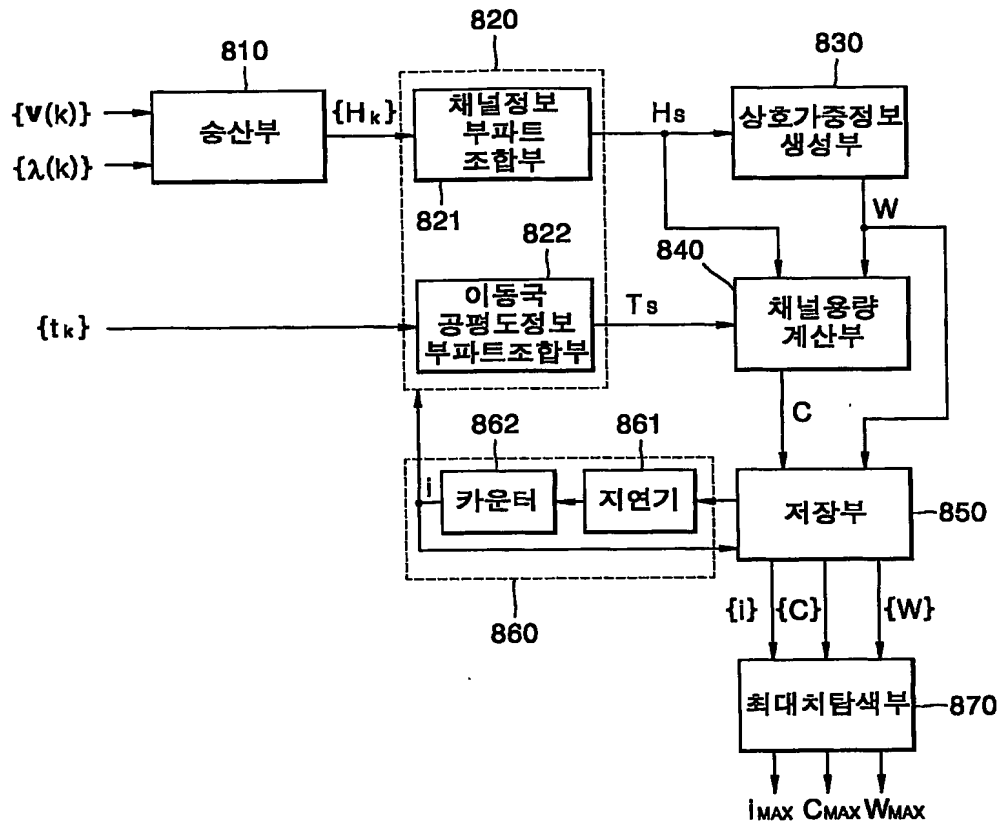 810
820
830
{v(k)}
{λ(k)}
승산부
{Hk}
채널정보
부파트
조합부
821
Hs
상호가중정보
생성부
W
822
840
{tk}
이동국
공평도정보
부파트조합부
Ts
채널용량
계산부
C
862
861
i
카운터
지연기
저장부
850
860
{i}
{C}
{W}
최대치탐색부
870
iMAX
CMAX
WMAX